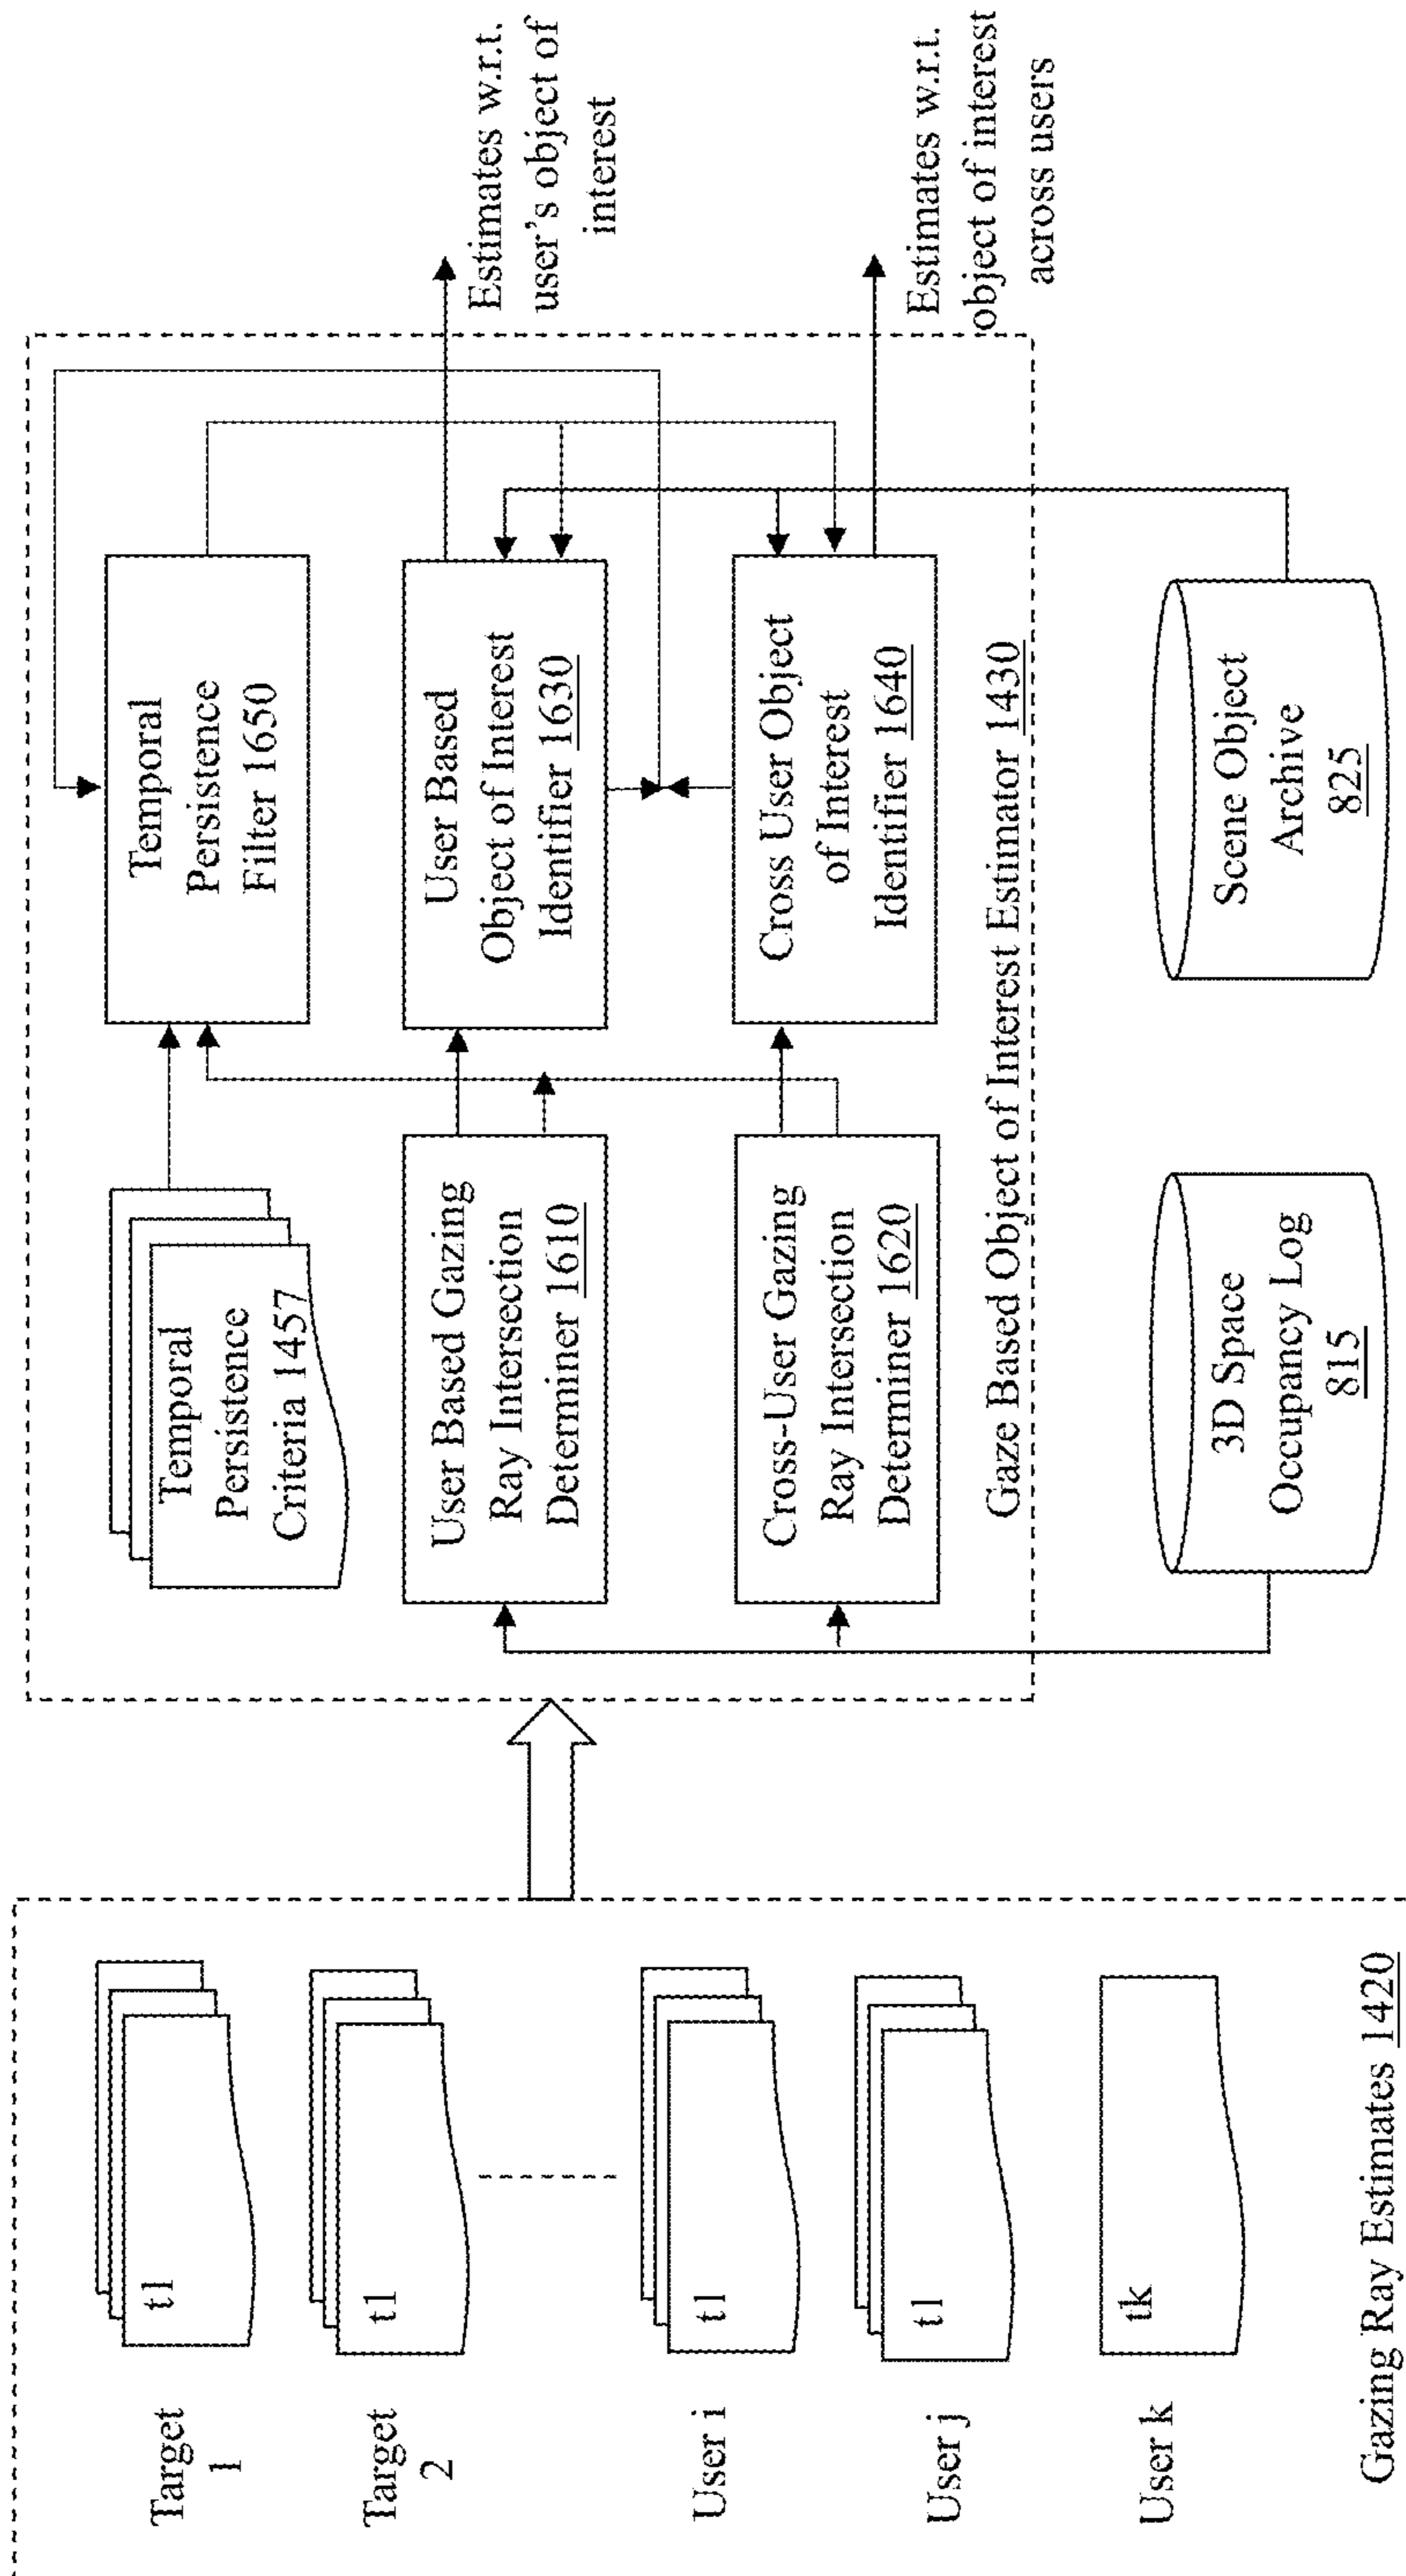 Target
1
t1
Target
2
t1
User i
t1
User j
t1
User k
tk
Gazing Ray Estimates 1420
Temporal
Persistence
Criteria 1457
Temporal
Persistence
Filter 1650
User Based Gazing
Ray Intersection
Determiner 1610
User Based
Object of Interest
Identifier 1630
Cross-User Gazing
Ray Intersection
Determiner 1620
Cross User Object
of Interest
Identifier 1640
Gaze Based Object of Interest Estimator 1430
3D Space
Occupancy Log
815
Scene Object
Archive
825
Estimates w.r.t.
user's object of
interest
Estimates w.r.t.
object of interest
across users